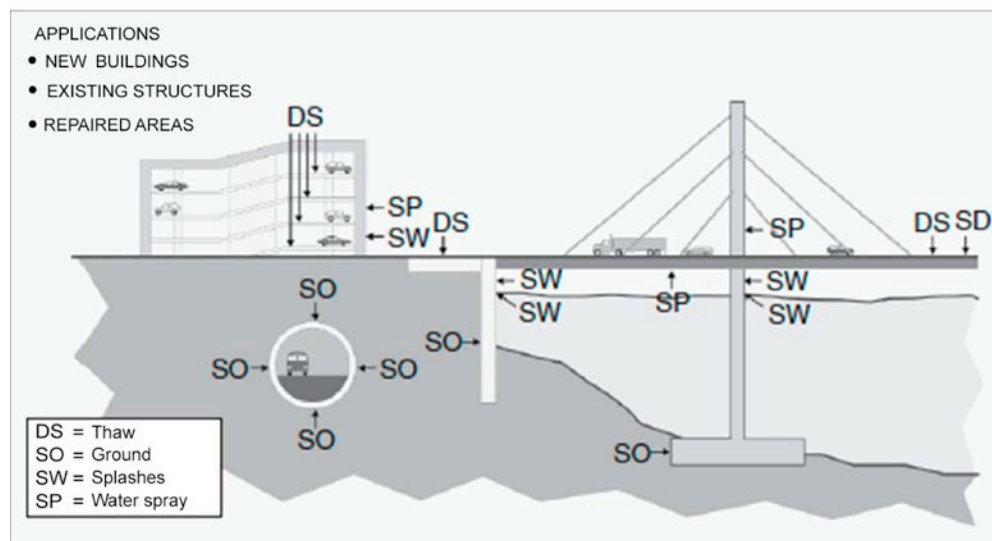 APPLICATIONS
• NEW BUILDINGS
• EXISTING STRUCTURES
• REPAIRED AREAS
DS
SP
SW
DS
SP
DS SD
SW
SW
SP
SW
SW
SO
SO
SO
SO
SO
SO
DS = Thaw
SO = Ground
SW = Splashes
SP = Water spray